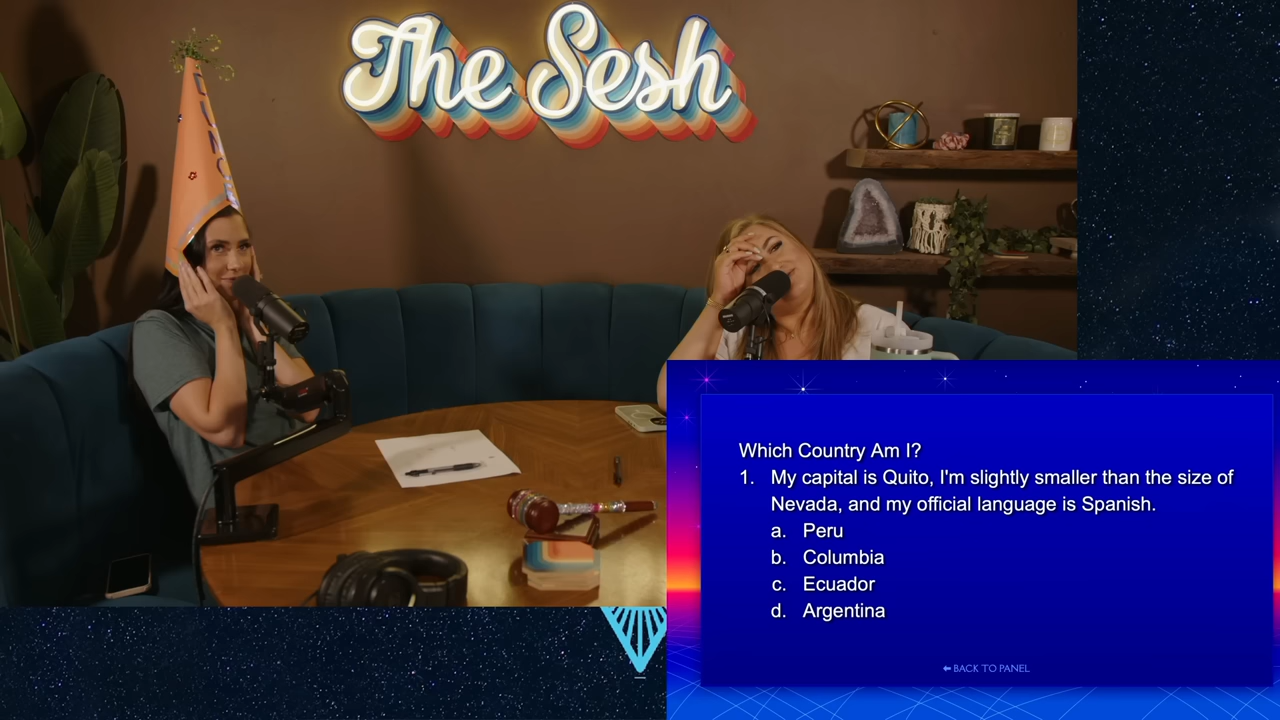 The Sesh
Which Country Am I?
1. My capital is Quito, I'm slightly smaller than the size of
Nevada, and my official language is Spanish.
a. Peru
b. Columbia
c. Ecuador
d. Argentina
BACK TO PANEL